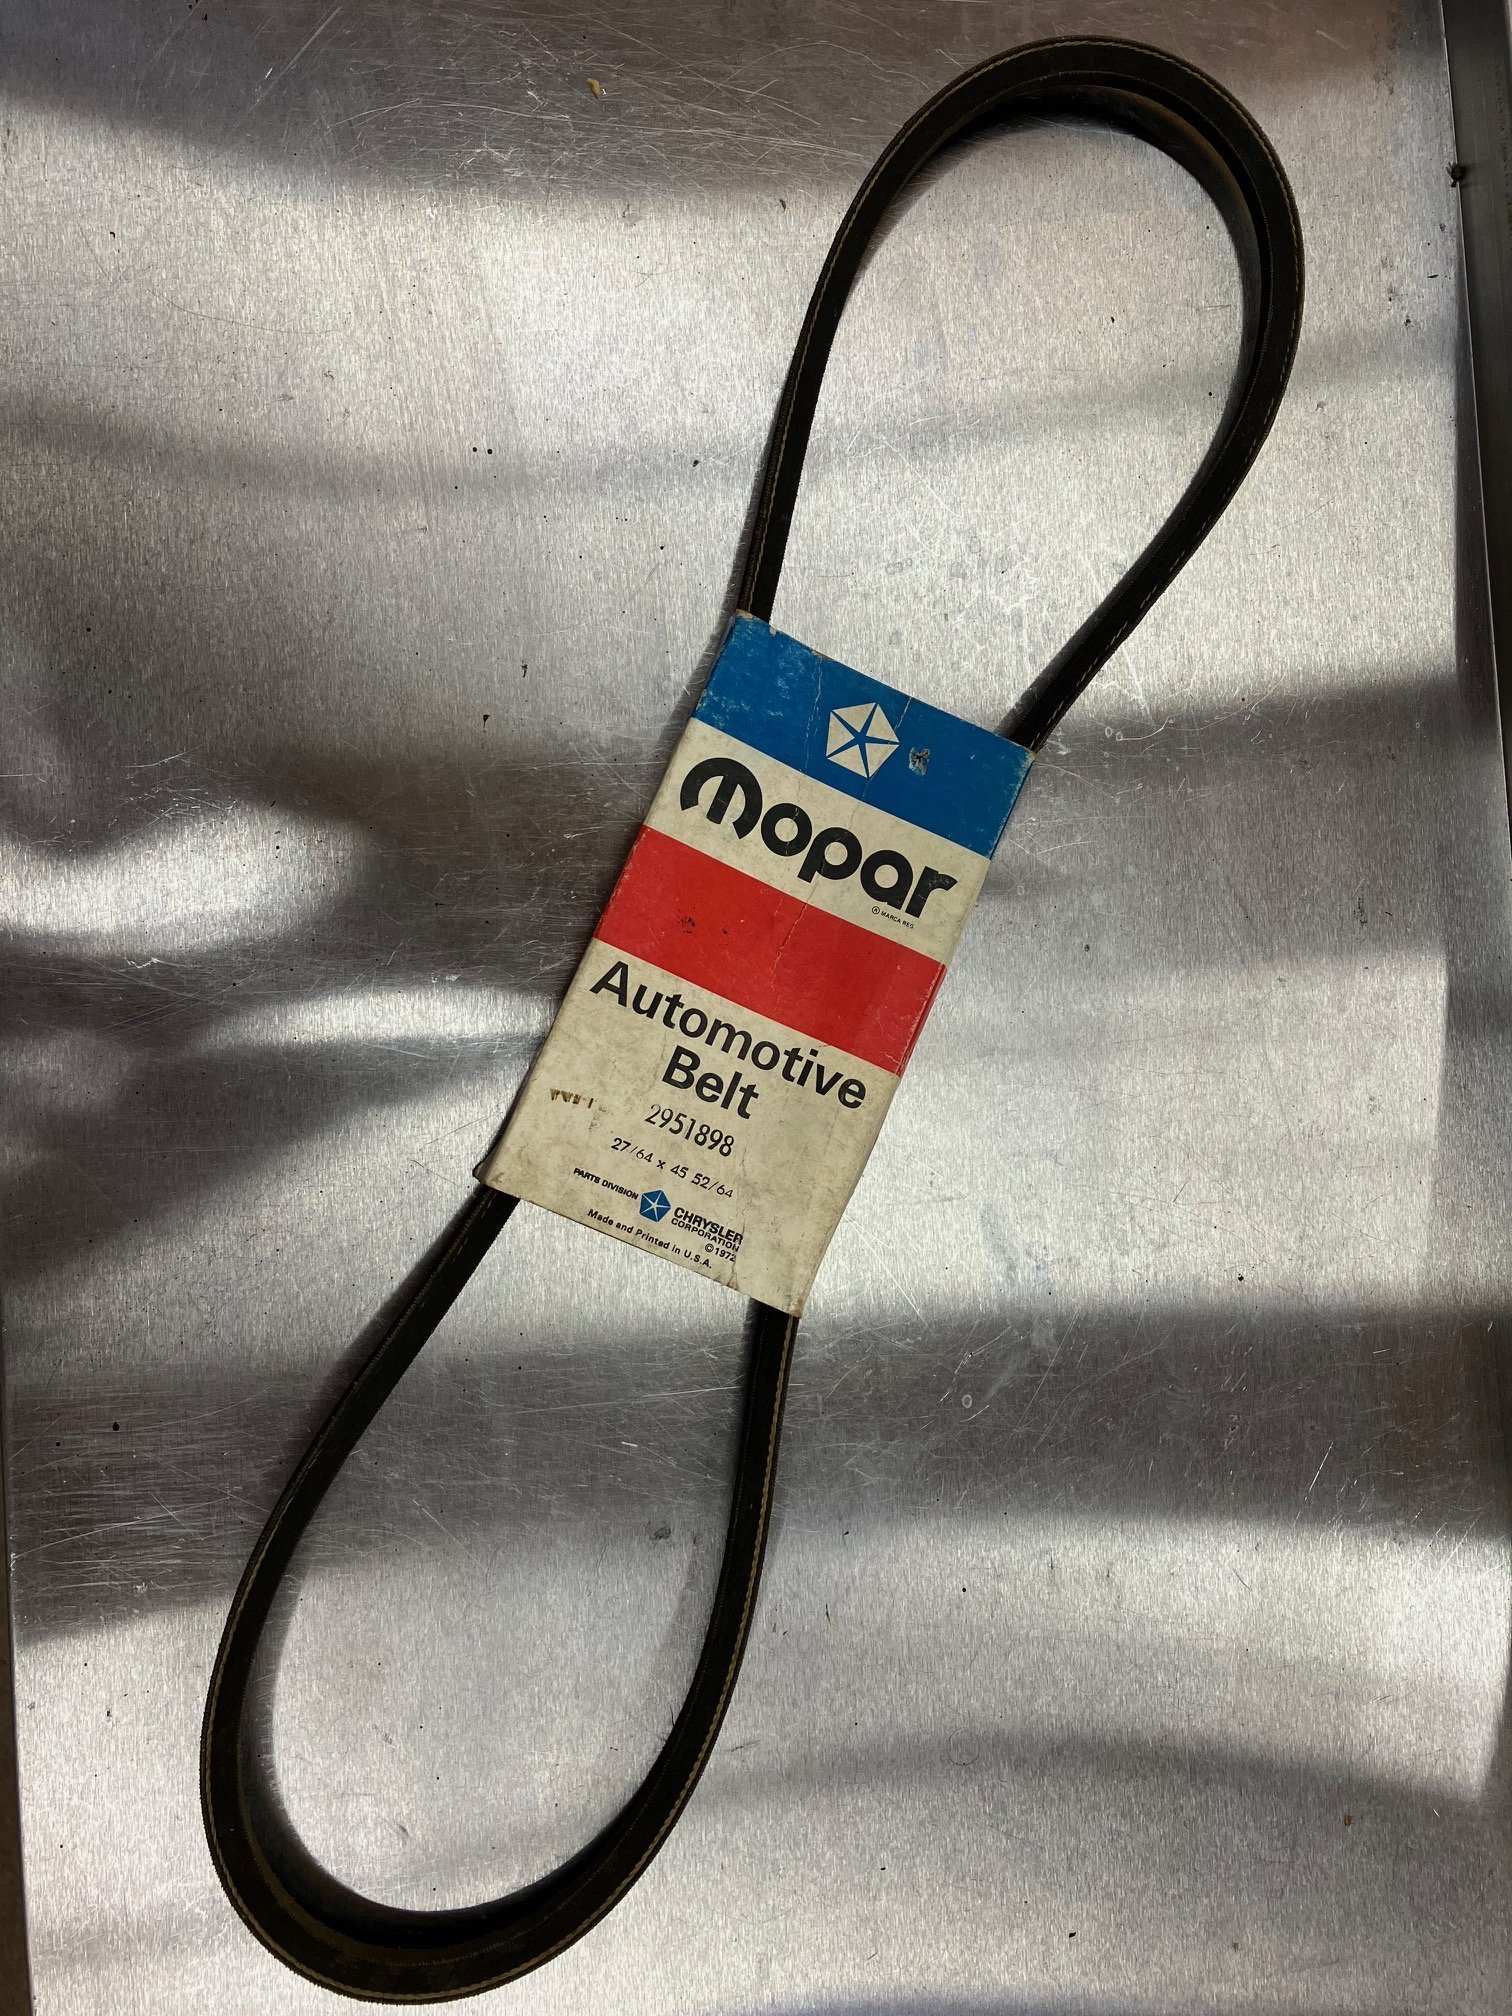 Mopar
® MARCA REG.
Automotive
Belt
2951898
27/64 x 45 52/64
PARTS DIVISION CHRYSLER
CORPORATION
© 1972
Made and Printed in U.S.A.